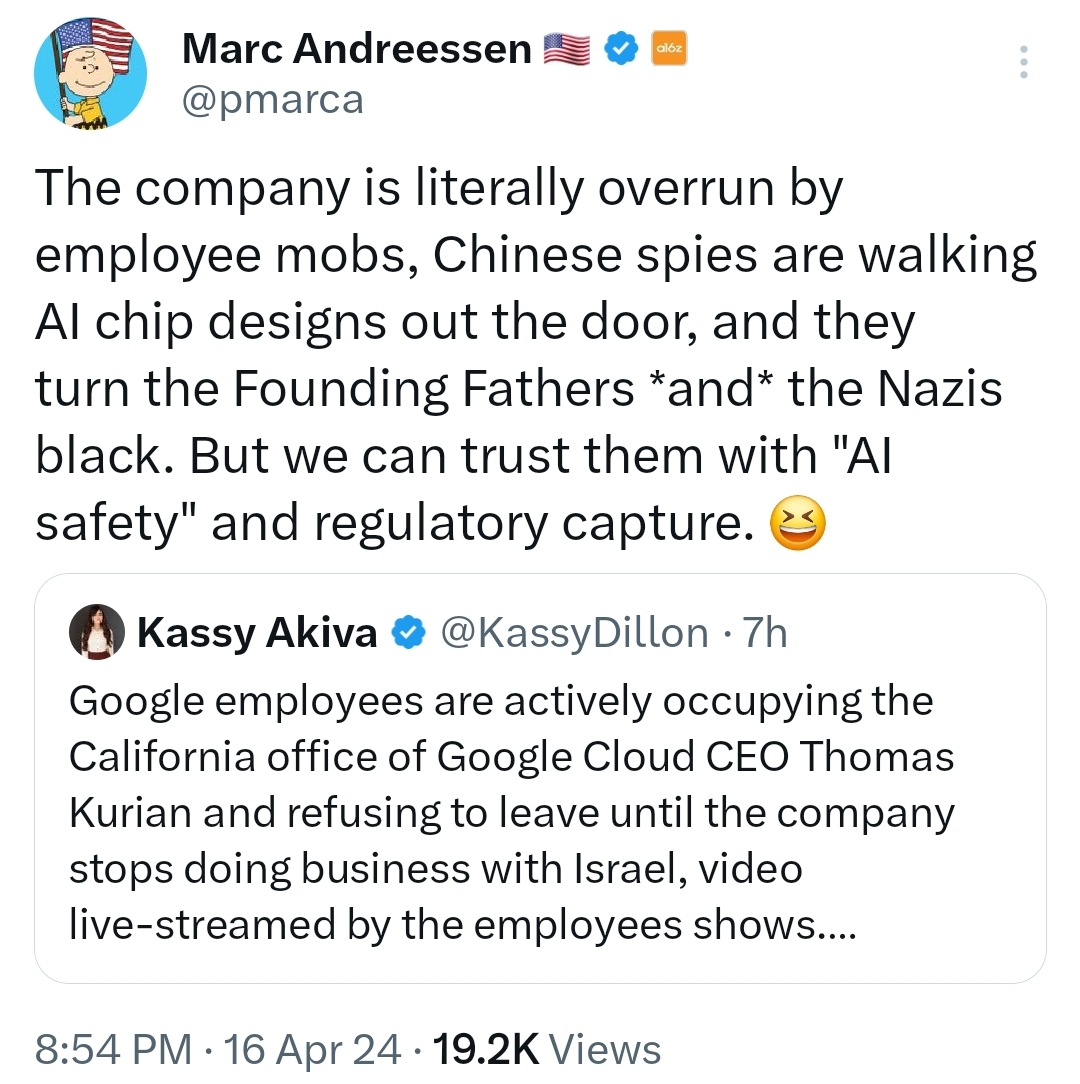 Marc Andreessen 🇺🇸 a16z
@pmarca
The company is literally overrun by
employee mobs, Chinese spies are walking
AI chip designs out the door, and they
turn the Founding Fathers *and* the Nazis
black. But we can trust them with "AI
safety" and regulatory capture. 😆
Kassy Akiva @KassyDillon · 7h
Google employees are actively occupying the
California office of Google Cloud CEO Thomas
Kurian and refusing to leave until the company
stops doing business with Israel, video
live-streamed by the employees shows....
8:54 PM · 16 Apr 24 · 19.2K Views